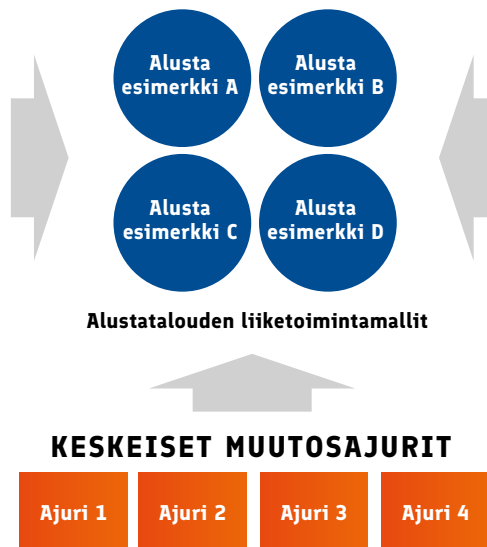 Alusta
esimerkki A
Alusta
esimerkki B
Alusta
esimerkki C
Alusta
esimerkki D
Alustatalouden liiketoimintamallit
KESKEISET MUUTOSAJURIT
Ajuri 1
Ajuri 2
Ajuri 3
Ajuri 4